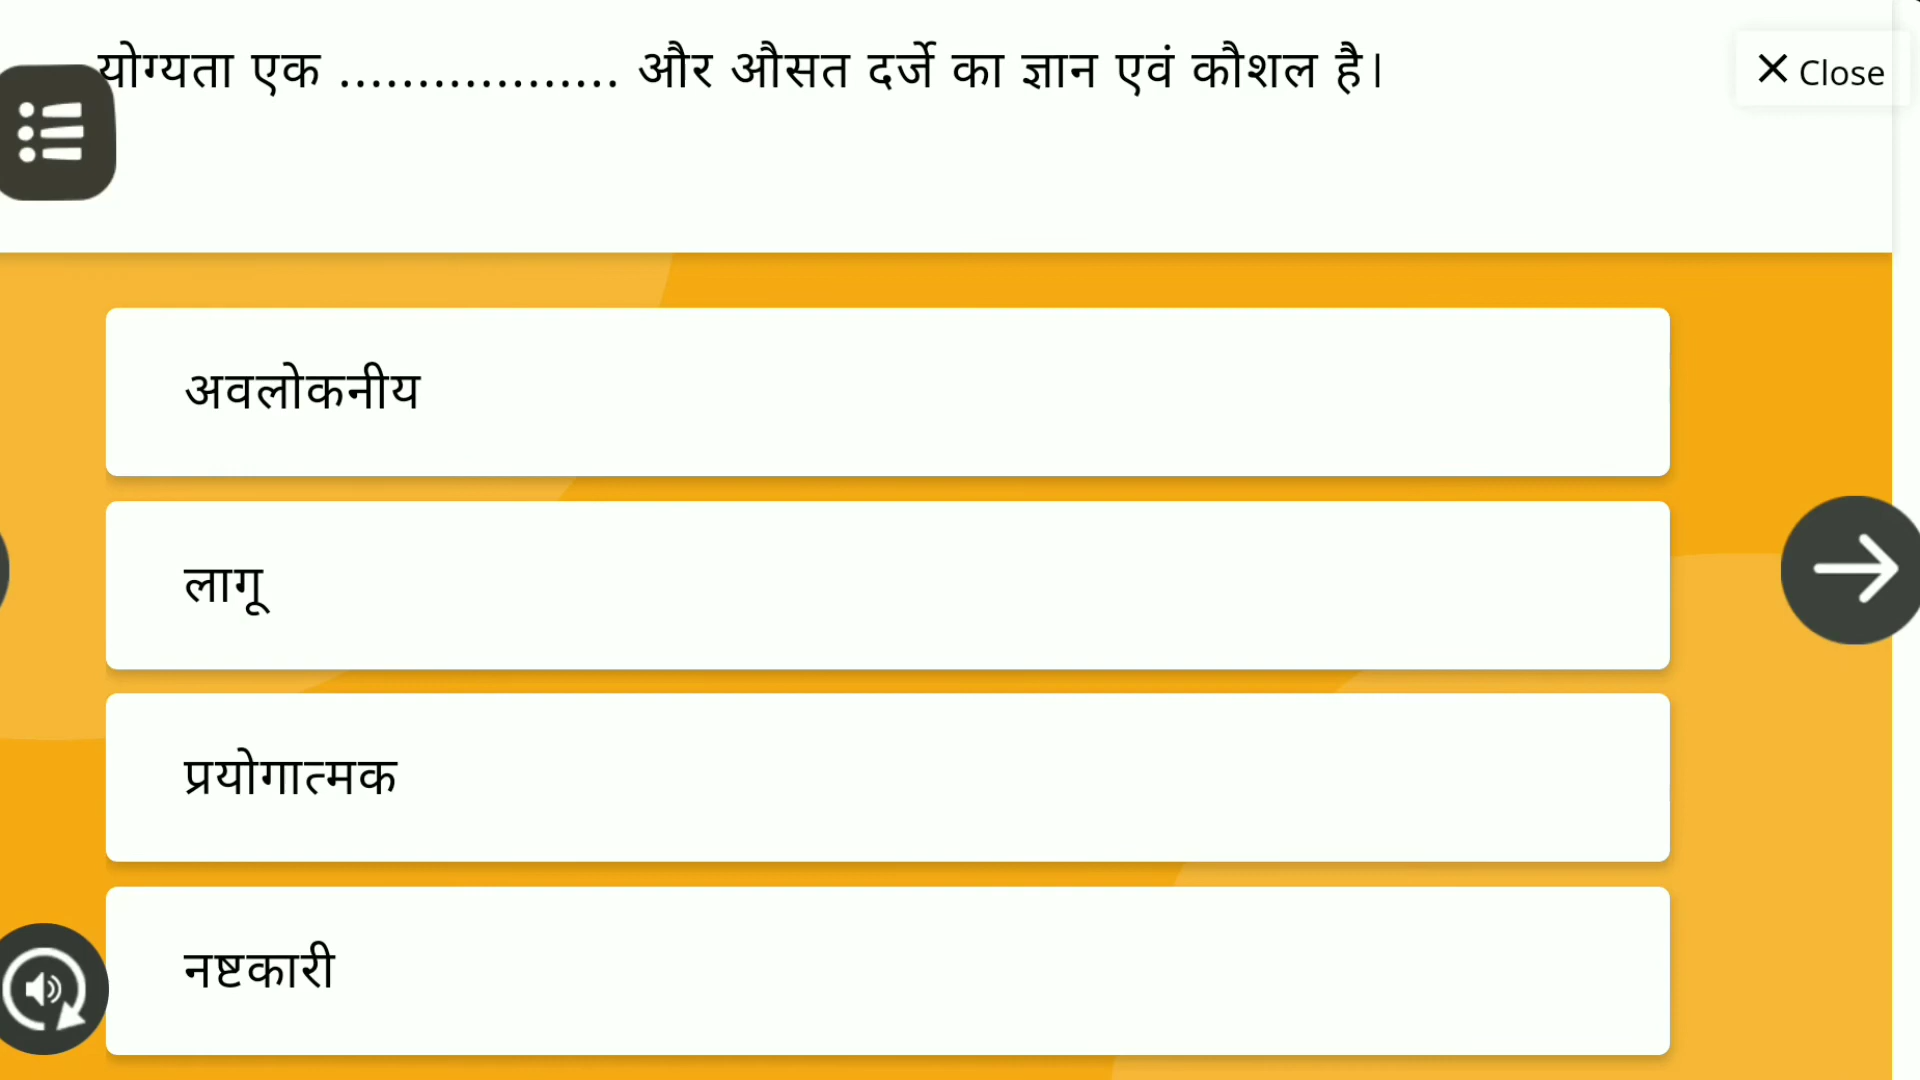 योग्यता एक .................. और औसत दर्जे का ज्ञान एवं कौशल है।
× Close
अवलोकनीय
लागू
प्रयोगात्मक
नष्टकारी